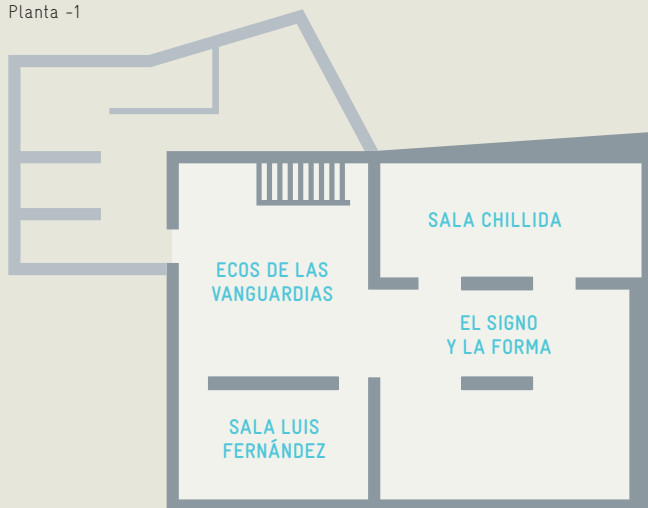 Planta -1
SALA CHILLIDA
ECOS DE LAS
VANGUARDIAS
EL SIGNO
Y LA FORMA
SALA LUIS
FERNÁNDEZ